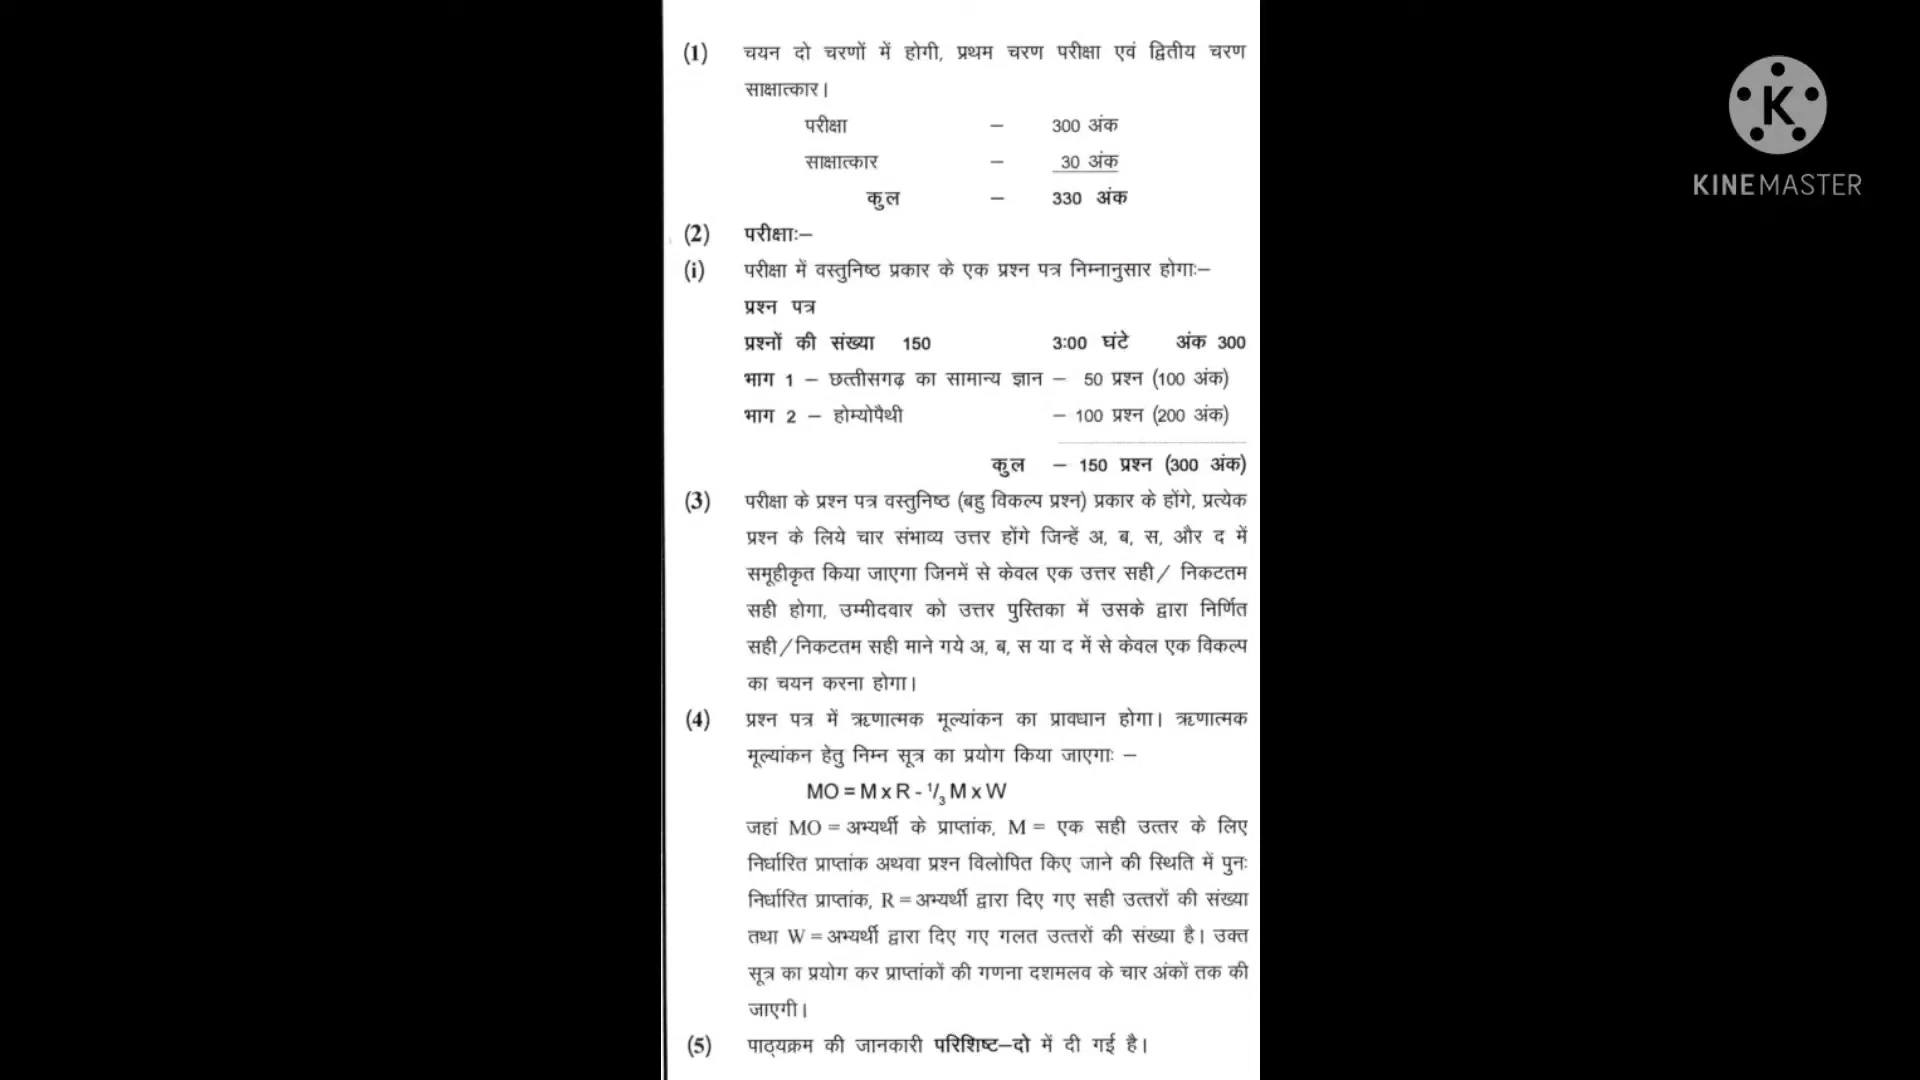 (1) चयन दो चरणों में होगी, प्रथम चरण परीक्षा एवं द्वितीय चरण
साक्षात्कार।
परीक्षा – 300 अंक
साक्षात्कार – 30 अंक
कुल – 330 अंक
(2) परीक्षाः–
(i) परीक्षा में वस्तुनिष्ठ प्रकार के एक प्रश्न पत्र निम्नानुसार होगाः–
प्रश्न पत्र
प्रश्नों की संख्या 150 3:00 घंटे अंक 300
भाग 1 – छत्तीसगढ़ का सामान्य ज्ञान – 50 प्रश्न (100 अंक)
भाग 2 – होम्योपैथी – 100 प्रश्न (200 अंक)
कुल – 150 प्रश्न (300 अंक)
(3) परीक्षा के प्रश्न पत्र वस्तुनिष्ठ (बहु विकल्प प्रश्न) प्रकार के होंगे, प्रत्येक
प्रश्न के लिये चार संभाव्य उत्तर होंगे जिन्हें अ, ब, स, और द में
समूहीकृत किया जाएगा जिनमें से केवल एक उत्तर सही/ निकटतम
सही होगा, उम्मीदवार को उत्तर पुस्तिका में उसके द्वारा निर्णित
सही/निकटतम सही माने गये अ, ब, स या द में से केवल एक विकल्प
का चयन करना होगा।
(4) प्रश्न पत्र में ऋणात्मक मूल्यांकन का प्रावधान होगा। ऋणात्मक
मूल्यांकन हेतु निम्न सूत्र का प्रयोग किया जाएगाः –
MO = M x R - 1/3 M x W
जहां MO = अभ्यर्थी के प्राप्तांक, M = एक सही उत्तर के लिए
निर्धारित प्राप्तांक अथवा प्रश्न विलोपित किए जाने की स्थिति में पुनः
निर्धारित प्राप्तांक, R = अभ्यर्थी द्वारा दिए गए सही उत्तरों की संख्या
तथा W = अभ्यर्थी द्वारा दिए गए गलत उत्तरों की संख्या है। उक्त
सूत्र का प्रयोग कर प्राप्तांकों की गणना दशमलव के चार अंकों तक की
जाएगी।
(5) पाठ्यक्रम की जानकारी परिशिष्ट–दो में दी गई है।
K
KINEMASTER